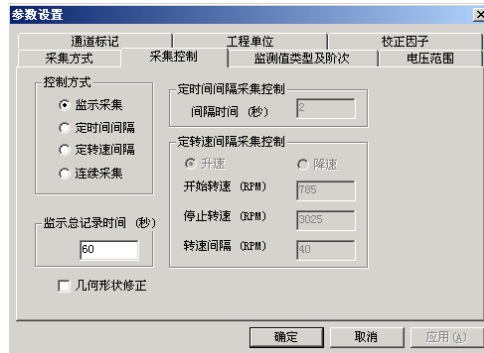 参数设置
通道标记 工程单位 校正因子
采集方式 采集控制 监测值类型及阶次 电压范围
控制方式
监示采集
定时间间隔
定转速间隔
连续采集
监示总记录时间 (秒)
60
几何形状修正
定时间间隔采集控制
间隔时间 (秒) 2
定转速间隔采集控制
升速 降速
开始转速 (RPM) 785
停止转速 (RPM) 3025
转速间隔 (RPM) 40
确定 取消 应用(A)